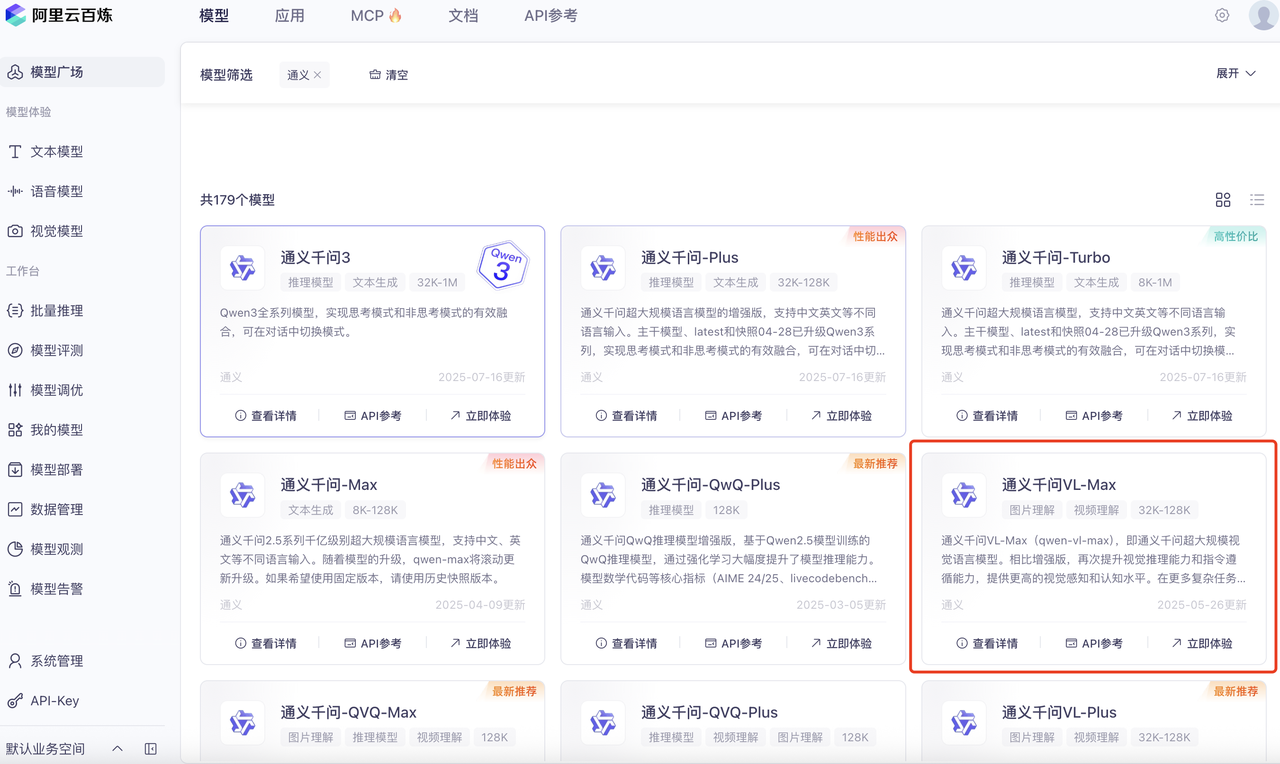 阿里云百炼
模型
应用
MCP🔥
文档
API参考
模型广场
模型体验
文本模型
语音模型
视觉模型
工作台
批量推理
模型评测
模型调优
我的模型
模型部署
数据管理
模型观测
模型告警
系统管理
API-Key
默认业务空间
模型筛选
通义 ×
清空
展开
共179个模型
通义千问3
Qwen
3
推理模型 文本生成 32K-1M
Qwen3全系列模型，实现思考模式和非思考模式的有效融
合，可在对话中切换模式。
通义 2025-07-16更新
查看详情 API参考 立即体验
性能出众
通义千问-Plus
推理模型 文本生成 32K-128K
通义千问超大规模语言模型的增强版，支持中文英文等不同
语言输入。主干模型、latest和快照04-28已升级Qwen3系
列，实现思考模式和非思考模式的有效融合，可在对话中切...
通义 2025-07-16更新
查看详情 API参考 立即体验
高性价比
通义千问-Turbo
推理模型 文本生成 8K-1M
通义千问超大规模语言模型，支持中文英文等不同语言输
入。主干模型、latest和快照04-28已升级Qwen3系列，实
现思考模式和非思考模式的有效融合，可在对话中切换模...
通义 2025-07-16更新
查看详情 API参考 立即体验
性能出众
通义千问-Max
文本生成 8K-128K
通义千问2.5系列千亿级别超大规模语言模型，支持中文、英
文等不同语言输入。随着模型的升级，qwen-max将滚动更
新升级。如果希望使用固定版本，请使用历史快照版本。
通义 2025-04-09更新
查看详情 API参考 立即体验
最新推荐
通义千问-QwQ-Plus
推理模型 128K
通义千问QwQ推理模型增强版，基于Qwen2.5模型训练的
QwQ推理模型，通过强化学习大幅度提升了模型推理能力。
模型数学代码等核心指标（AIME 24/25、livecodebench...
通义 2025-03-05更新
查看详情 API参考 立即体验
通义千问VL-Max
图片理解 视频理解 32K-128K
通义千问VL-Max（qwen-vl-max），即通义千问超大规模视
觉语言模型。相比增强版，再次提升视觉推理能力和指令遵
循能力，提供更高的视觉感知和认知水平。在更多复杂任务...
通义 2025-05-26更新
查看详情 API参考 立即体验
最新推荐
通义千问-QVQ-Max
图片理解 推理模型 视频理解 128K
通义千问-QVQ-Plus
推理模型 视频理解 图片理解 128K
最新推荐
通义千问VL-Plus
图片理解 视频理解 32K-128K